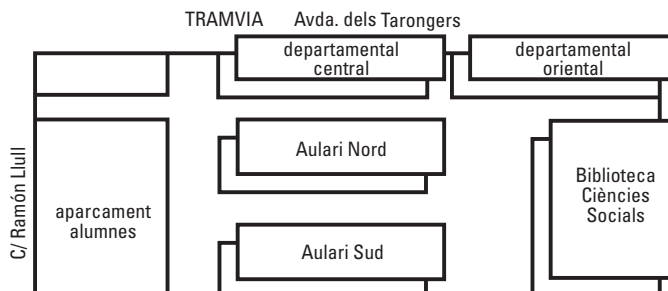 TRAMVIA Avda. dels Tarongers
departamental
central
departamental
oriental
C/ Ramón Llull
aparcament
alumnes
Aulari Nord
Biblioteca
Ciències
Socials
Aulari Sud